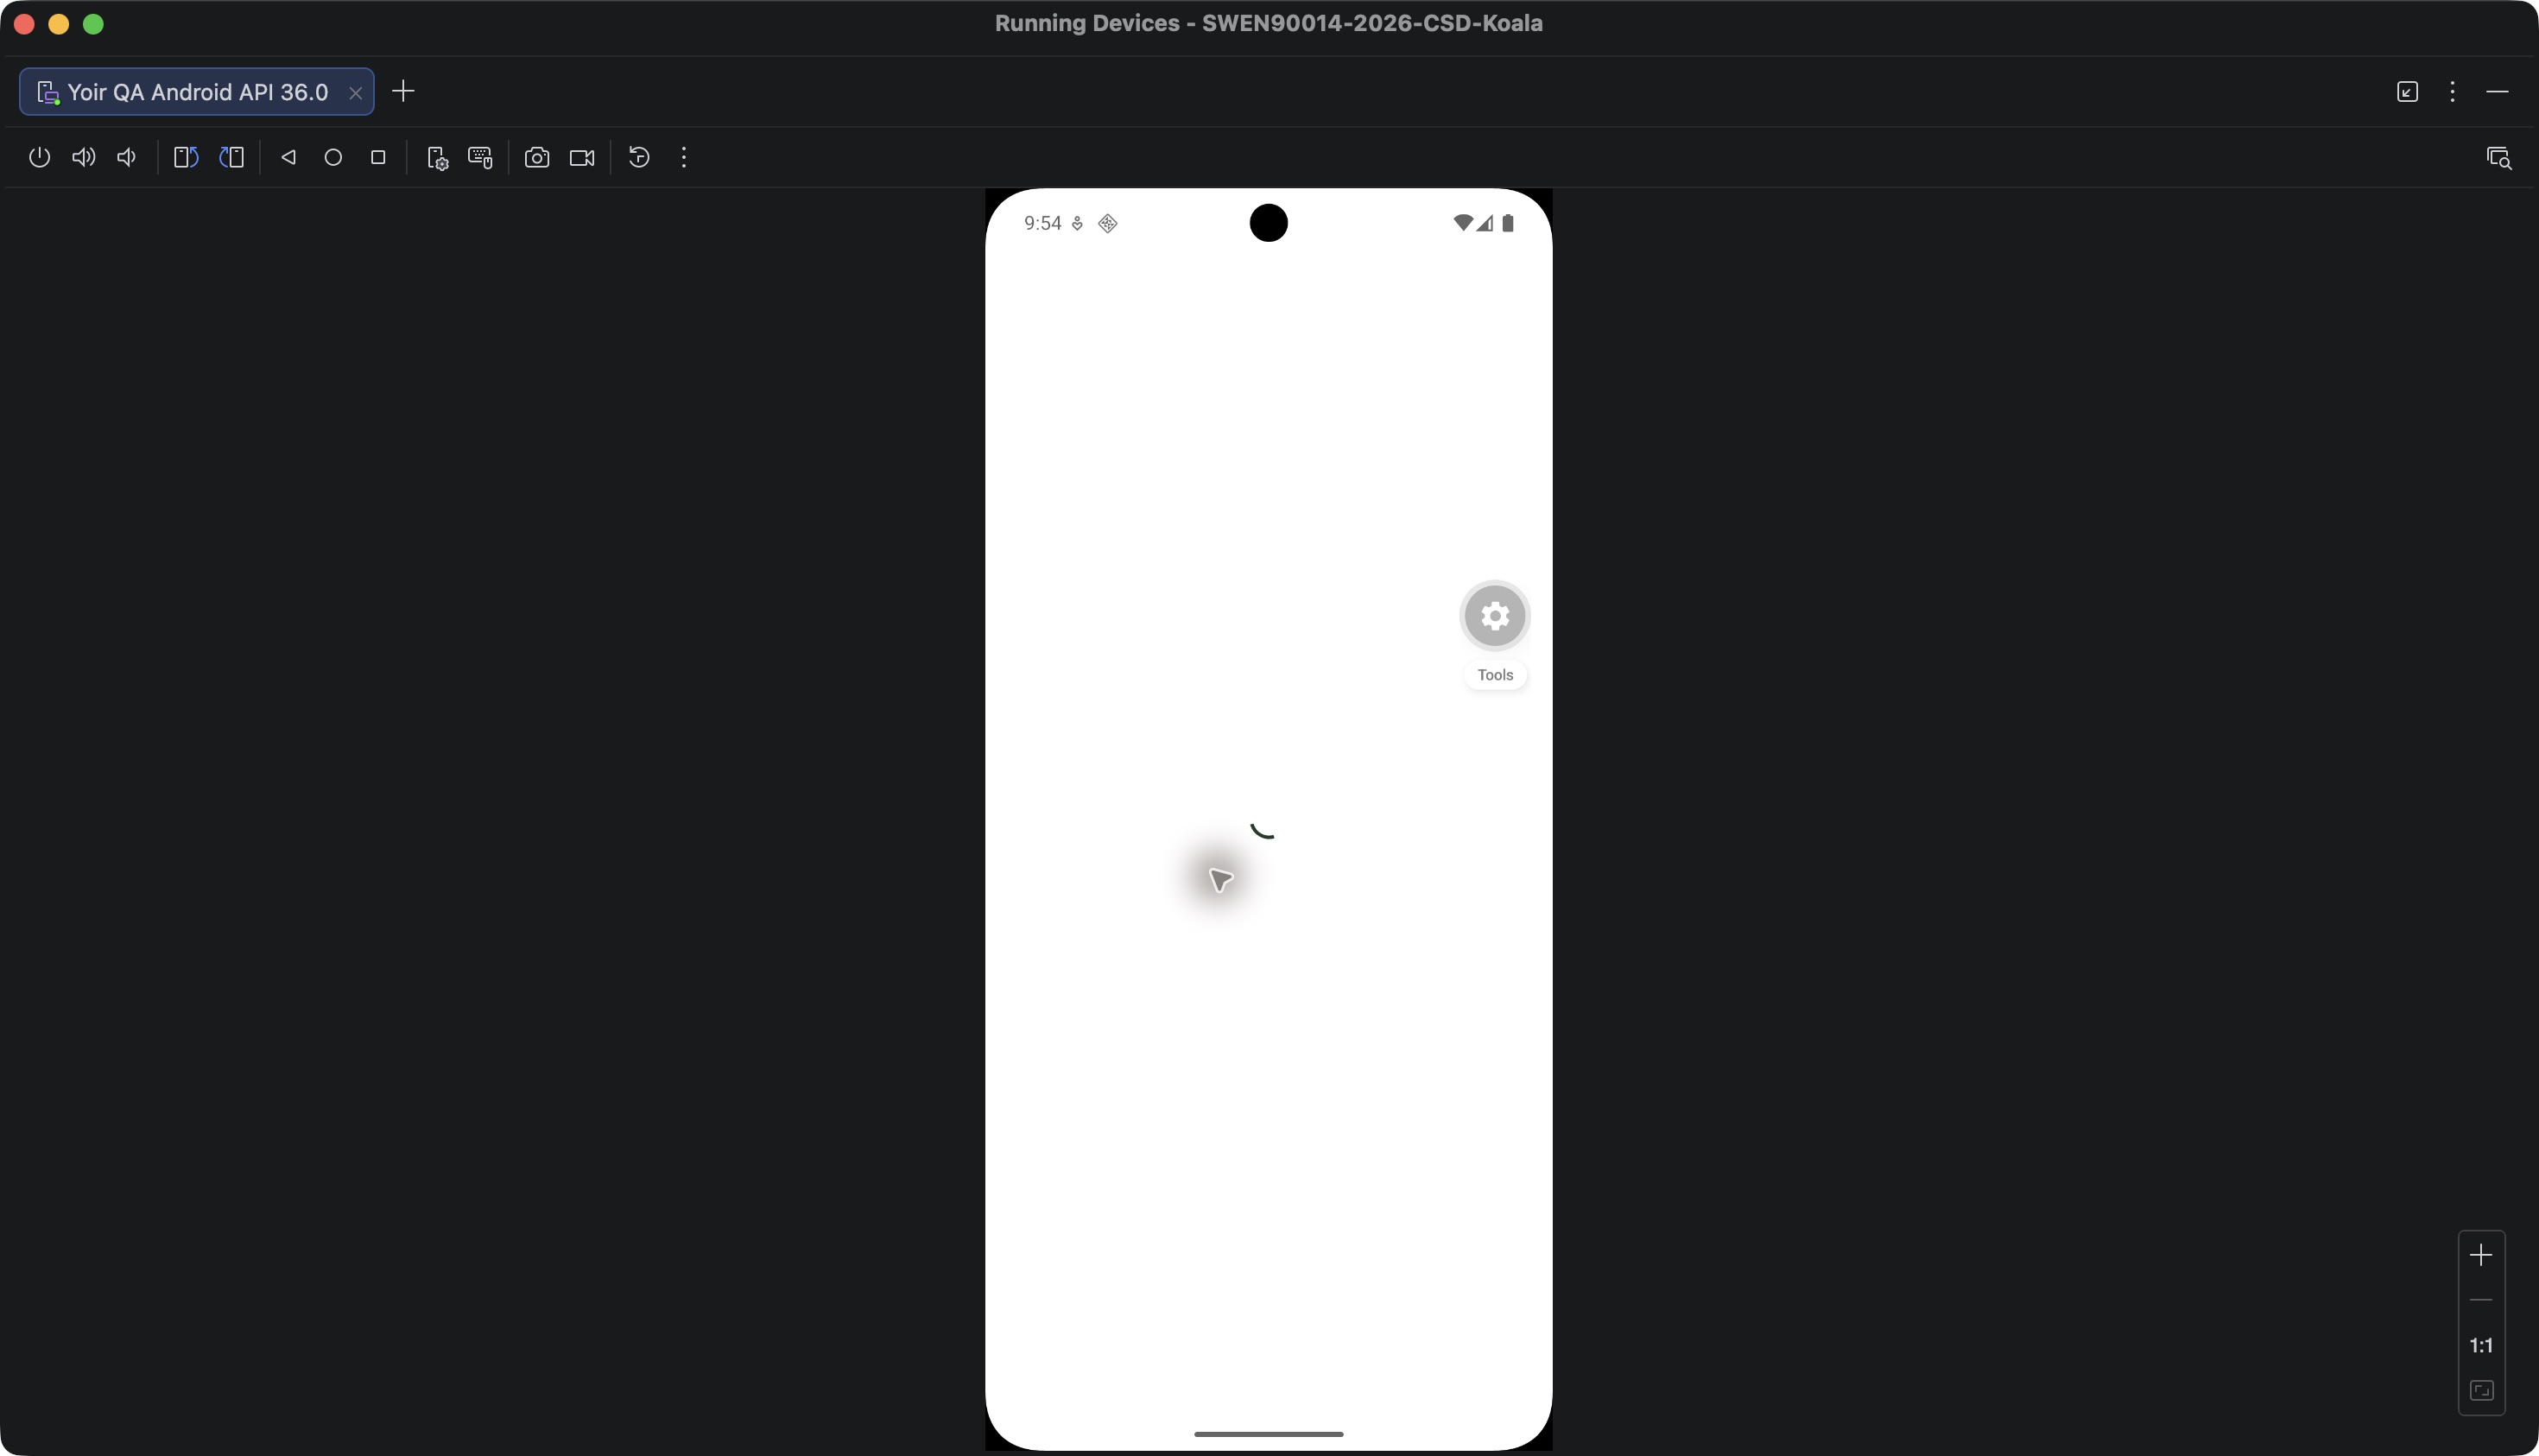 Running Devices - SWEN90014-2026-CSD-Koala
Yoir QA Android API 36.0
9:54
Tools
1:1